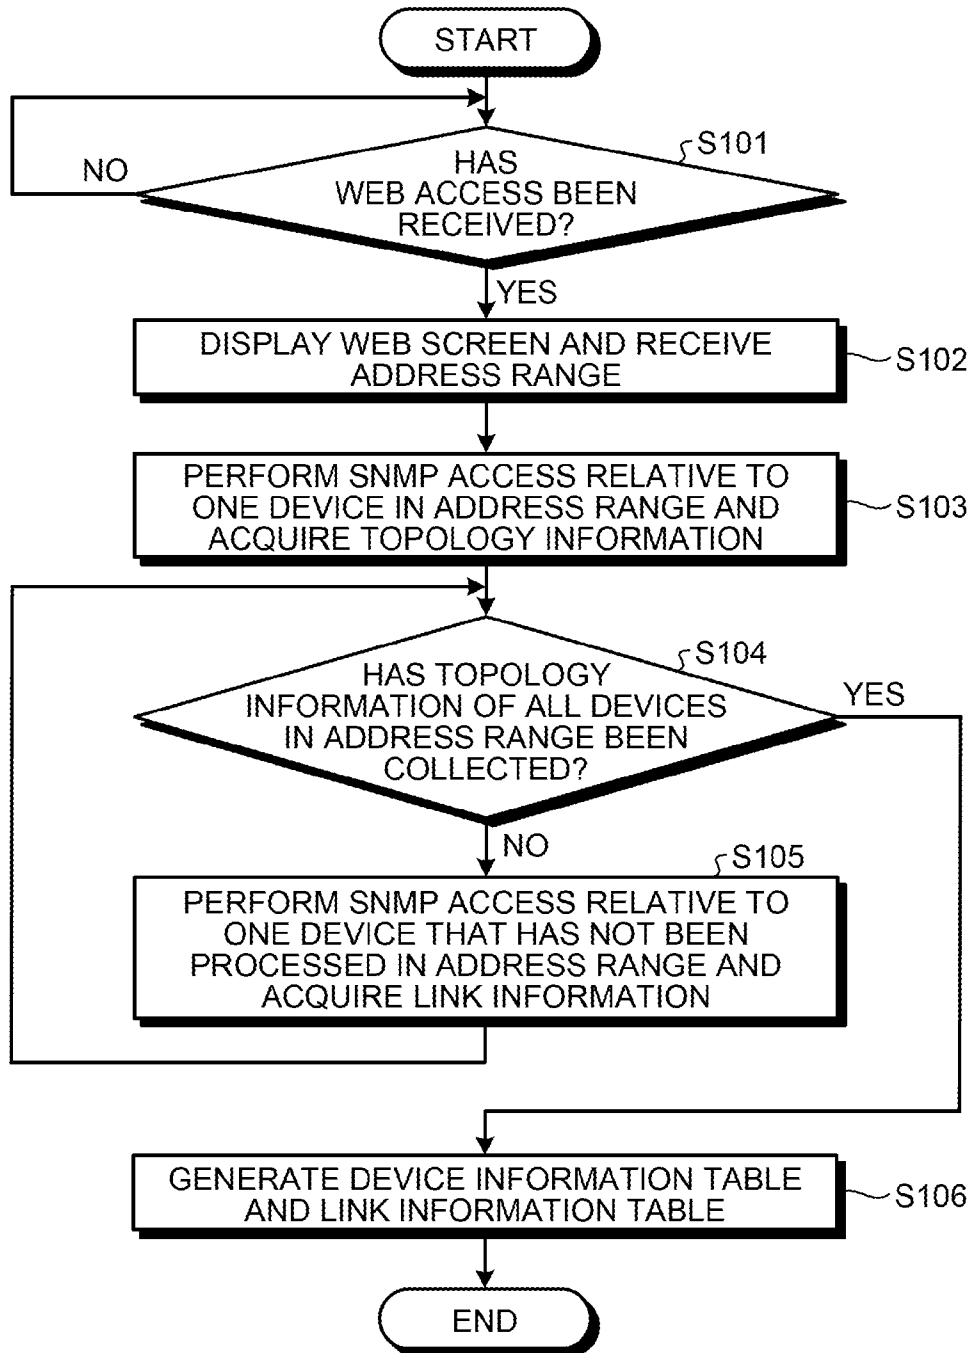 START
S101
NO
HAS
WEB ACCESS BEEN
RECEIVED?
YES
DISPLAY WEB SCREEN AND RECEIVE
ADDRESS RANGE
S102
PERFORM SNMP ACCESS RELATIVE TO
ONE DEVICE IN ADDRESS RANGE AND
ACQUIRE TOPOLOGY INFORMATION
S103
S104
HAS TOPOLOGY
INFORMATION OF ALL DEVICES
IN ADDRESS RANGE BEEN
COLLECTED?
YES
NO
S105
PERFORM SNMP ACCESS RELATIVE TO
ONE DEVICE THAT HAS NOT BEEN
PROCESSED IN ADDRESS RANGE AND
ACQUIRE LINK INFORMATION
GENERATE DEVICE INFORMATION TABLE
AND LINK INFORMATION TABLE
S106
END